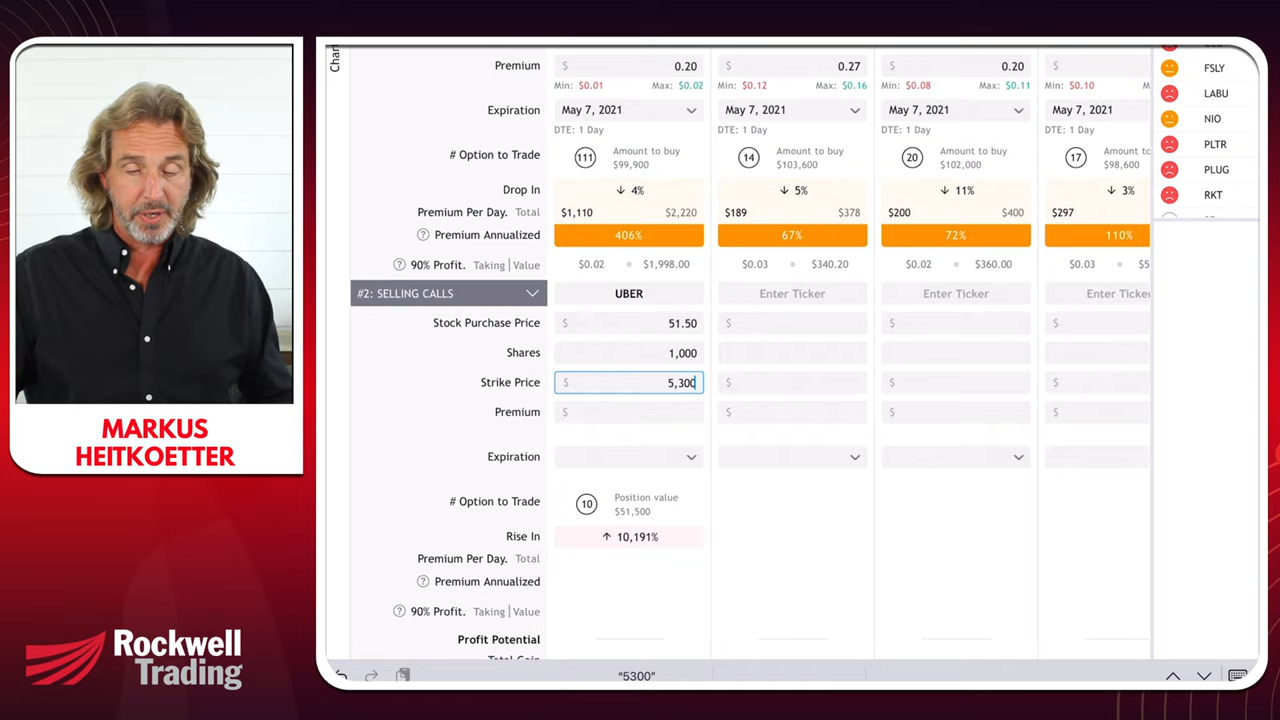 Premium $ 0.20 $ 0.27 $ 0.20 $
Min: $0.01 Max: $0.02 Min: $0.12 Max: $0.16 Min: $0.08 Max: $0.11 Min: $0.10
Expiration May 7, 2021 May 7, 2021 May 7, 2021 May 7, 2021
DTE: 1 Day DTE: 1 Day DTE: 1 Day DTE: 1 Day
# Option to Trade 111 Amount to buy 14 Amount to buy 20 Amount to buy 17 Amount to b
$99,900 $103,600 $102,000 $98,600
Drop In ↓ 4% ↓ 5% ↓ 11% ↓ 3%
Premium Per Day. Total $1,110 $2,220 $189 $378 $200 $400 $297
? Premium Annualized 406% 67% 72% 110%
? 90% Profit. Taking | Value $0.02 • $1,998.00 $0.03 • $340.20 $0.02 • $360.00 $0.03 • $5
#2: SELLING CALLS UBER Enter Ticker Enter Ticker Enter Ticker
Stock Purchase Price $ 51.50 $ $ $
Shares 1,000
Strike Price $ 5,300 $ $ $
Premium $ $ $ $
Expiration
# Option to Trade 10 Position value
$51,500
Rise In ↑ 10,191%
Premium Per Day. Total
? Premium Annualized
? 90% Profit. Taking | Value
Profit Potential
"5300"
Char
FSLY
LABU
NIO
PLTR
PLUG
RKT
MARKUS
HEITKOETTER
Rockwell
Trading